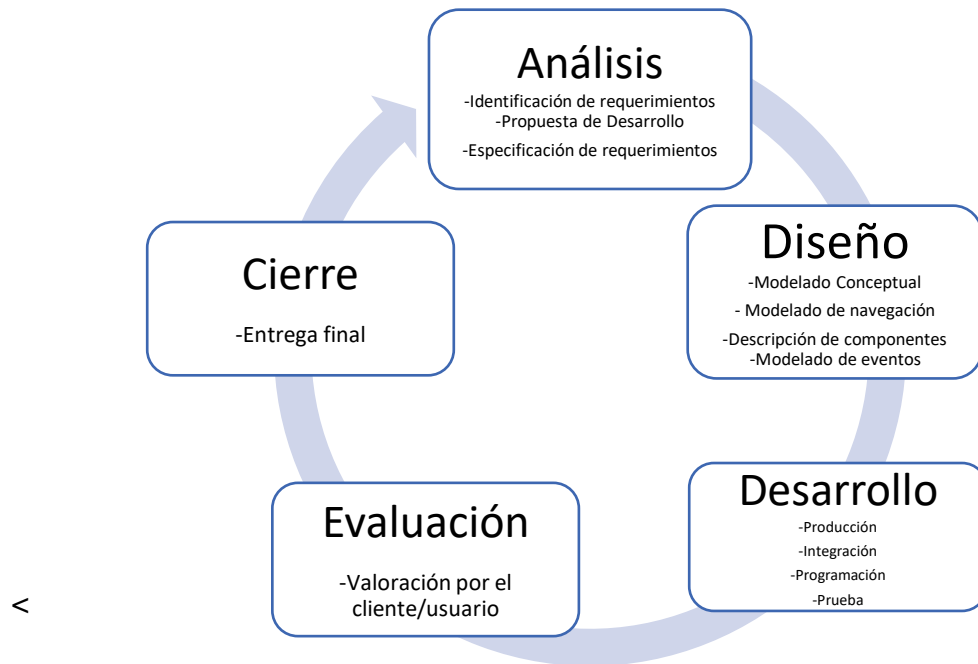 Análisis
-Identificación de requerimientos
-Propuesta de Desarrollo
-Especificación de requerimientos
Diseño
-Modelado Conceptual
- Modelado de navegación
-Descripción de componentes
-Modelado de eventos
Desarrollo
-Producción
-Integración
-Programación
-Prueba
Evaluación
-Valoración por el
cliente/usuario
Cierre
-Entrega final
<